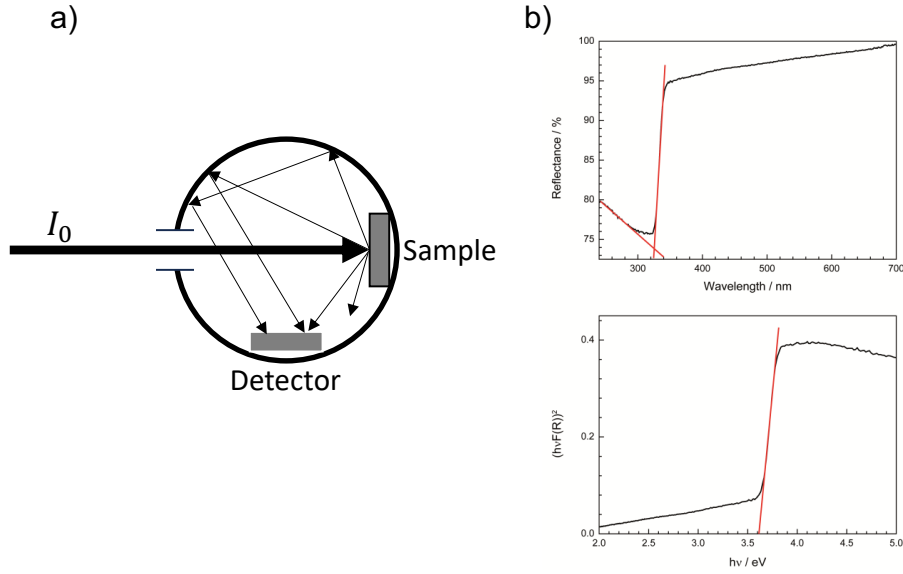 a)
I₀
Sample
Detector
b)
100
95
90
85
80
75
Reflectance / %
300
400
500
600
700
Wavelength / nm
0.4
0.2
0.0
(hνF(R))²
2.0
2.5
3.0
3.5
4.0
4.5
5.0
hν / eV